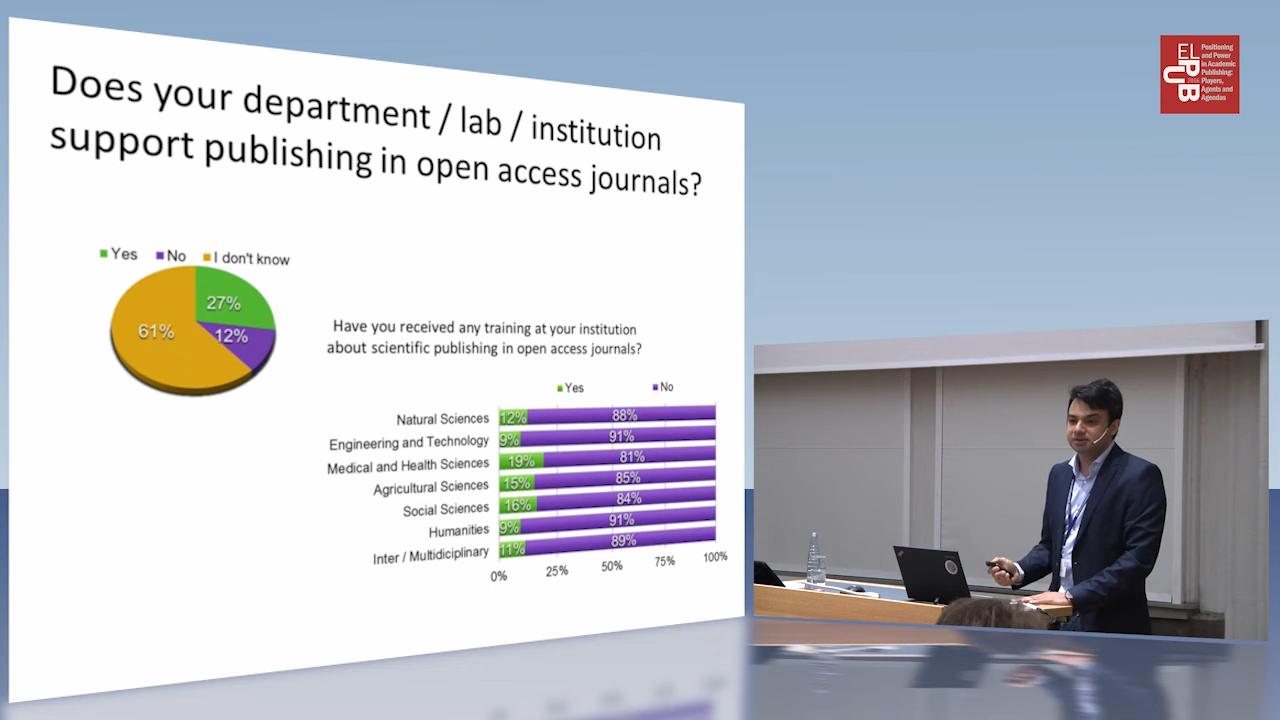 Does your department / lab / institution
support publishing in open access journals?
Yes No I don't know
27%
61%
12%
Have you received any training at your institution
about scientific publishing in open access journals?
Yes No
Natural Sciences 12% 88%
Engineering and Technology 9% 91%
Medical and Health Sciences 19% 81%
Agricultural Sciences 15% 85%
Social Sciences 16% 84%
Humanities 9% 91%
Inter / Multidiciplinary 11% 89%
0% 25% 50% 75% 100%
EL
PUB
2016
Positioning
and Power
in Academic
Publishing:
Players,
Agents and
Agendas